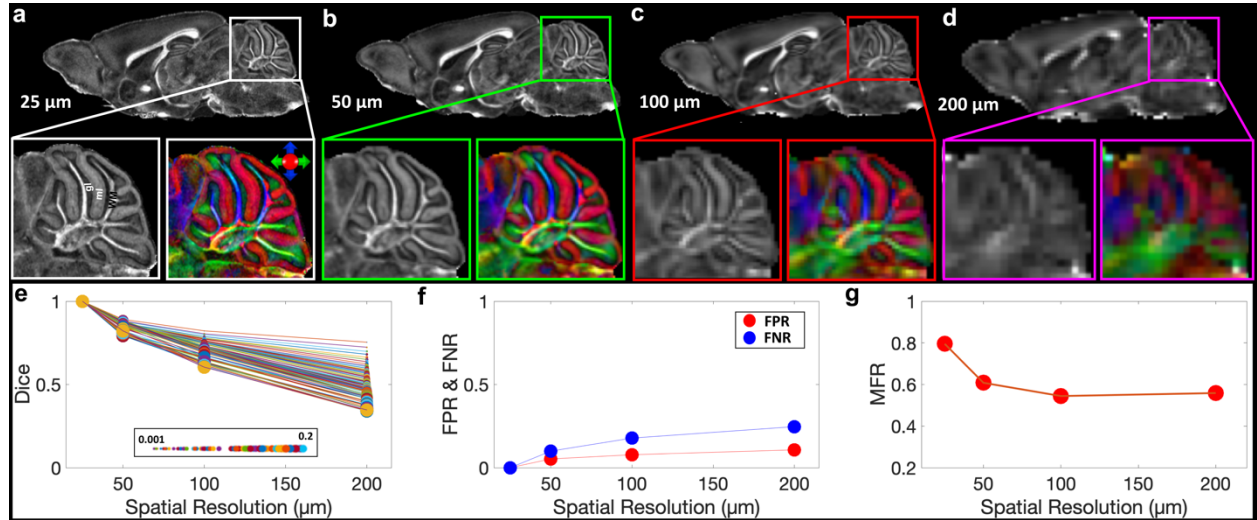 a
b
c
d
25 µm
50 µm
100 µm
200 µm
gl
ml
WM
e
f
g
1
0.5
0
Dice
0.001
0.2
50
100
150
200
Spatial Resolution (µm)
1
0.5
0
FPR & FNR
FPR
FNR
50
100
150
200
Spatial Resolution (µm)
1
0.8
0.6
0.4
0.2
MFR
50
100
150
200
Spatial Resolution (µm)